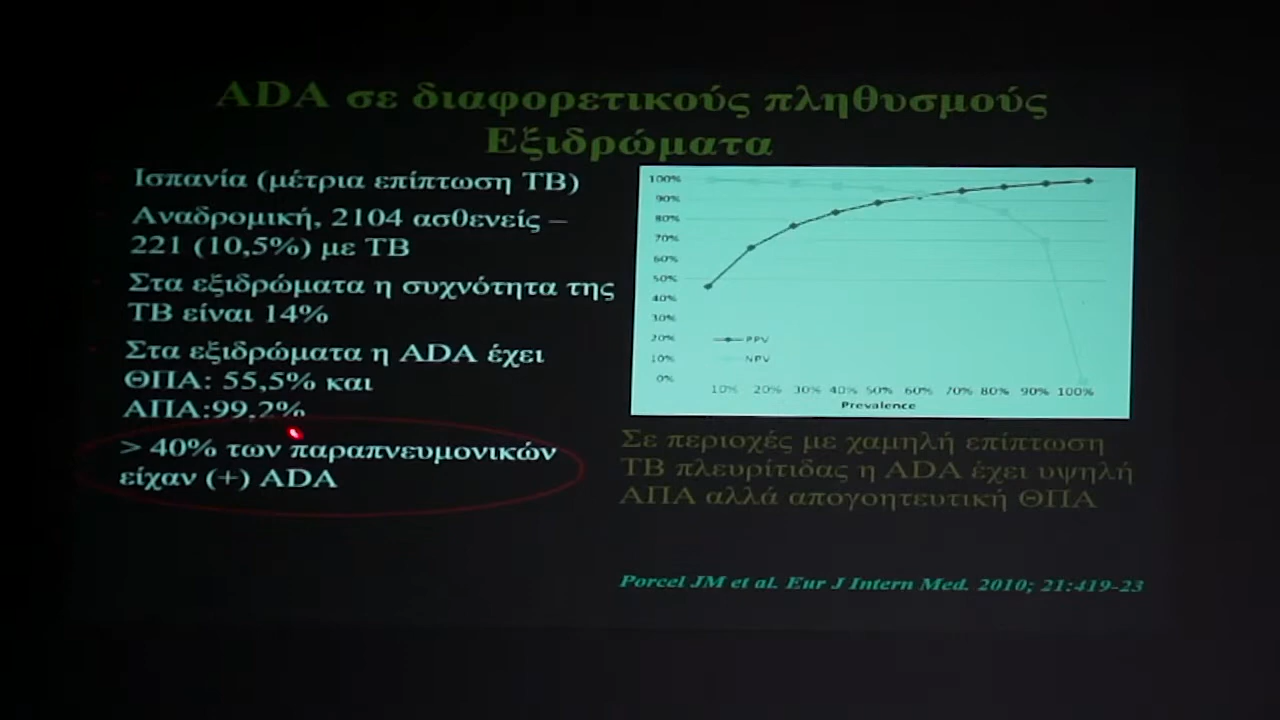 ADA σε διαφορετικούς πληθυσμούς
Εξιδρώματα
Ισπανία (μέτρια επίπτωση ΤΒ)
Αναδρομική, 2104 ασθενείς –
221 (10,5%) με ΤΒ
Στα εξιδρώματα η συχνότητα της
ΤΒ είναι 14%
Στα εξιδρώματα η ADA έχει
ΘΠΑ: 55,5% και
ΑΠΑ:99,2%
> 40% των παραπνευμονικών
είχαν (+) ADA
100%
90%
80%
70%
60%
50%
40%
30%
20%
10%
0%
PPV
NPV
10% 20% 30% 40% 50% 60% 70% 80% 90% 100%
Prevalence
Σε περιοχές με χαμηλή επίπτωση
ΤΒ πλευρίτιδας η ADA έχει υψηλή
ΑΠΑ αλλά απογοητευτική ΘΠΑ
Porcel JM et al. Eur J Intern Med. 2010; 21:419-23